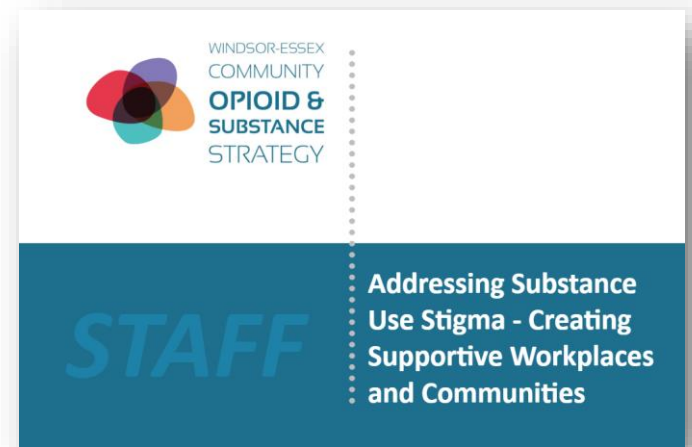 WINDSOR-ESSEX
COMMUNITY
OPIOID &
SUBSTANCE
STRATEGY
STAFF
Addressing Substance
Use Stigma - Creating
Supportive Workplaces
and Communities